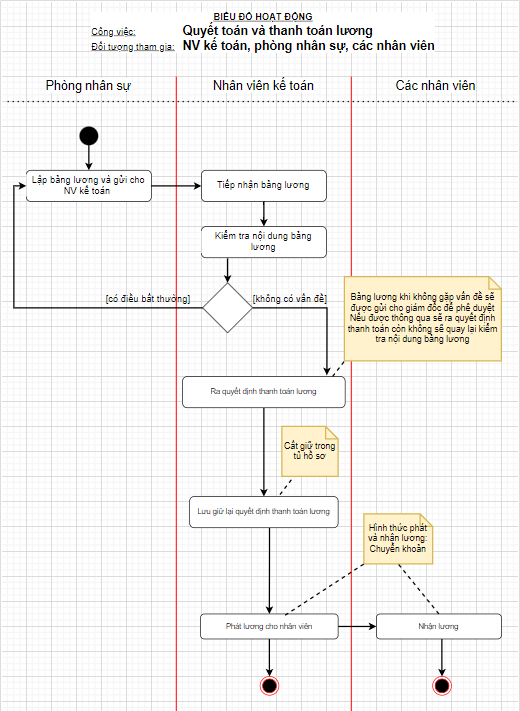 BIỂU ĐỒ HOẠT ĐỘNG
Công việc: Quyết toán và thanh toán lương
Đối tượng tham gia: NV kế toán, phòng nhân sự, các nhân viên
Phòng nhân sự
Nhân viên kế toán
Các nhân viên
Lập bảng lương và gửi cho
NV kế toán
Tiếp nhận bảng lương
Kiểm tra nội dung bảng
lương
[có điều bất thường]
[không có vấn đề]
Bảng lương khi không gặp vấn đề sẽ
được gửi cho giám đốc để phê duyệt
Nếu được thông qua sẽ ra quyết định
thanh toán còn không sẽ quay lại kiểm
tra nội dung bảng lương
Ra quyết định thanh toán lương
Cất giữ trong
tủ hồ sơ
Lưu giữ lại quyết định thanh toán lương
Hình thức phát
và nhận lương:
Chuyển khoản
Phát lương cho nhân viên
Nhận lương